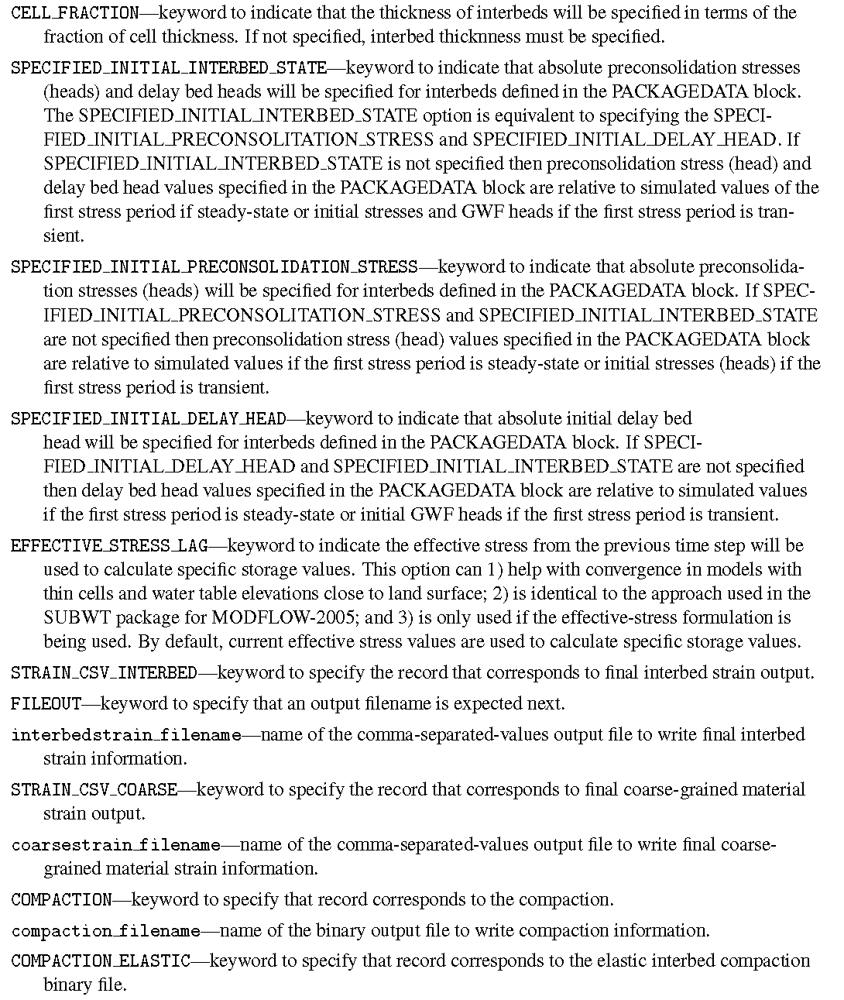 CELL_FRACTION—keyword to indicate that the thickness of interbeds will be specified in terms of the
fraction of cell thickness. If not specified, interbed thicknness must be specified.
SPECIFIED_INITIAL_INTERBED_STATE—keyword to indicate that absolute preconsolidation stresses
(heads) and delay bed heads will be specified for interbeds defined in the PACKAGEDATA block.
The SPECIFIED_INITIAL_INTERBED_STATE option is equivalent to specifying the SPECI-
FIED_INITIAL_PRECONSOLITATION_STRESS and SPECIFIED_INITIAL_DELAY_HEAD. If
SPECIFIED_INITIAL_INTERBED_STATE is not specified then preconsolidation stress (head) and
delay bed head values specified in the PACKAGEDATA block are relative to simulated values of the
first stress period if steady-state or initial stresses and GWF heads if the first stress period is tran-
sient.
SPECIFIED_INITIAL_PRECONSOLIDATION_STRESS—keyword to indicate that absolute preconsolida-
tion stresses (heads) will be specified for interbeds defined in the PACKAGEDATA block. If SPEC-
IFIED_INITIAL_PRECONSOLITATION_STRESS and SPECIFIED_INITIAL_INTERBED_STATE
are not specified then preconsolidation stress (head) values specified in the PACKAGEDATA block
are relative to simulated values if the first stress period is steady-state or initial stresses (heads) if the
first stress period is transient.
SPECIFIED_INITIAL_DELAY_HEAD—keyword to indicate that absolute initial delay bed
head will be specified for interbeds defined in the PACKAGEDATA block. If SPECI-
FIED_INITIAL_DELAY_HEAD and SPECIFIED_INITIAL_INTERBED_STATE are not specified
then delay bed head values specified in the PACKAGEDATA block are relative to simulated values
if the first stress period is steady-state or initial GWF heads if the first stress period is transient.
EFFECTIVE_STRESS_LAG—keyword to indicate the effective stress from the previous time step will be
used to calculate specific storage values. This option can 1) help with convergence in models with
thin cells and water table elevations close to land surface; 2) is identical to the approach used in the
SUBWT package for MODFLOW-2005; and 3) is only used if the effective-stress formulation is
being used. By default, current effective stress values are used to calculate specific storage values.
STRAIN_CSV_INTERBED—keyword to specify the record that corresponds to final interbed strain output.
FILEOUT—keyword to specify that an output filename is expected next.
interbedstrain_filename—name of the comma-separated-values output file to write final interbed
strain information.
STRAIN_CSV_COARSE—keyword to specify the record that corresponds to final coarse-grained material
strain output.
coarsestrain_filename—name of the comma-separated-values output file to write final coarse-
grained material strain information.
COMPACTION—keyword to specify that record corresponds to the compaction.
compaction_filename—name of the binary output file to write compaction information.
COMPACTION_ELASTIC—keyword to specify that record corresponds to the elastic interbed compaction
binary file.